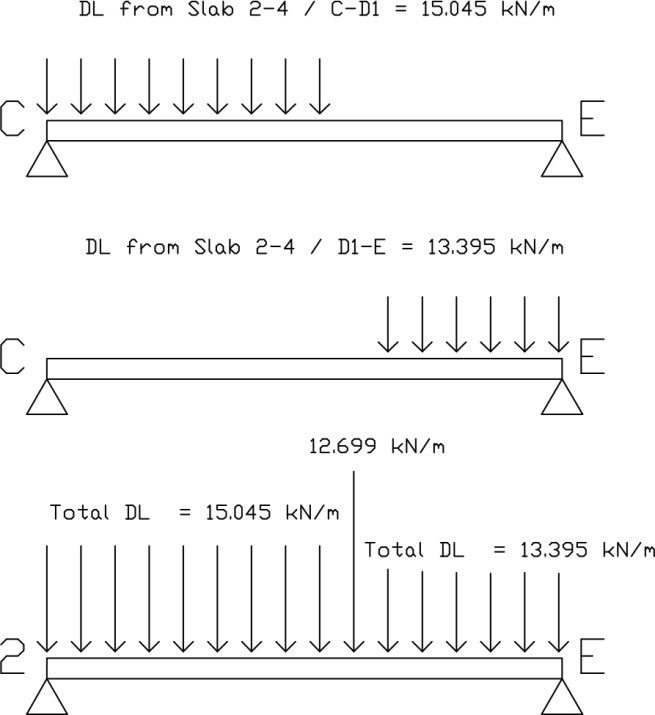 DL from Slab 2-4 / C-D1 = 15.045 kN/m
C E
DL from Slab 2-4 / D1-E = 13.395 kN/m
C E
12.699 kN/m
Total DL = 15.045 kN/m
Total DL = 13.395 kN/m
2 E